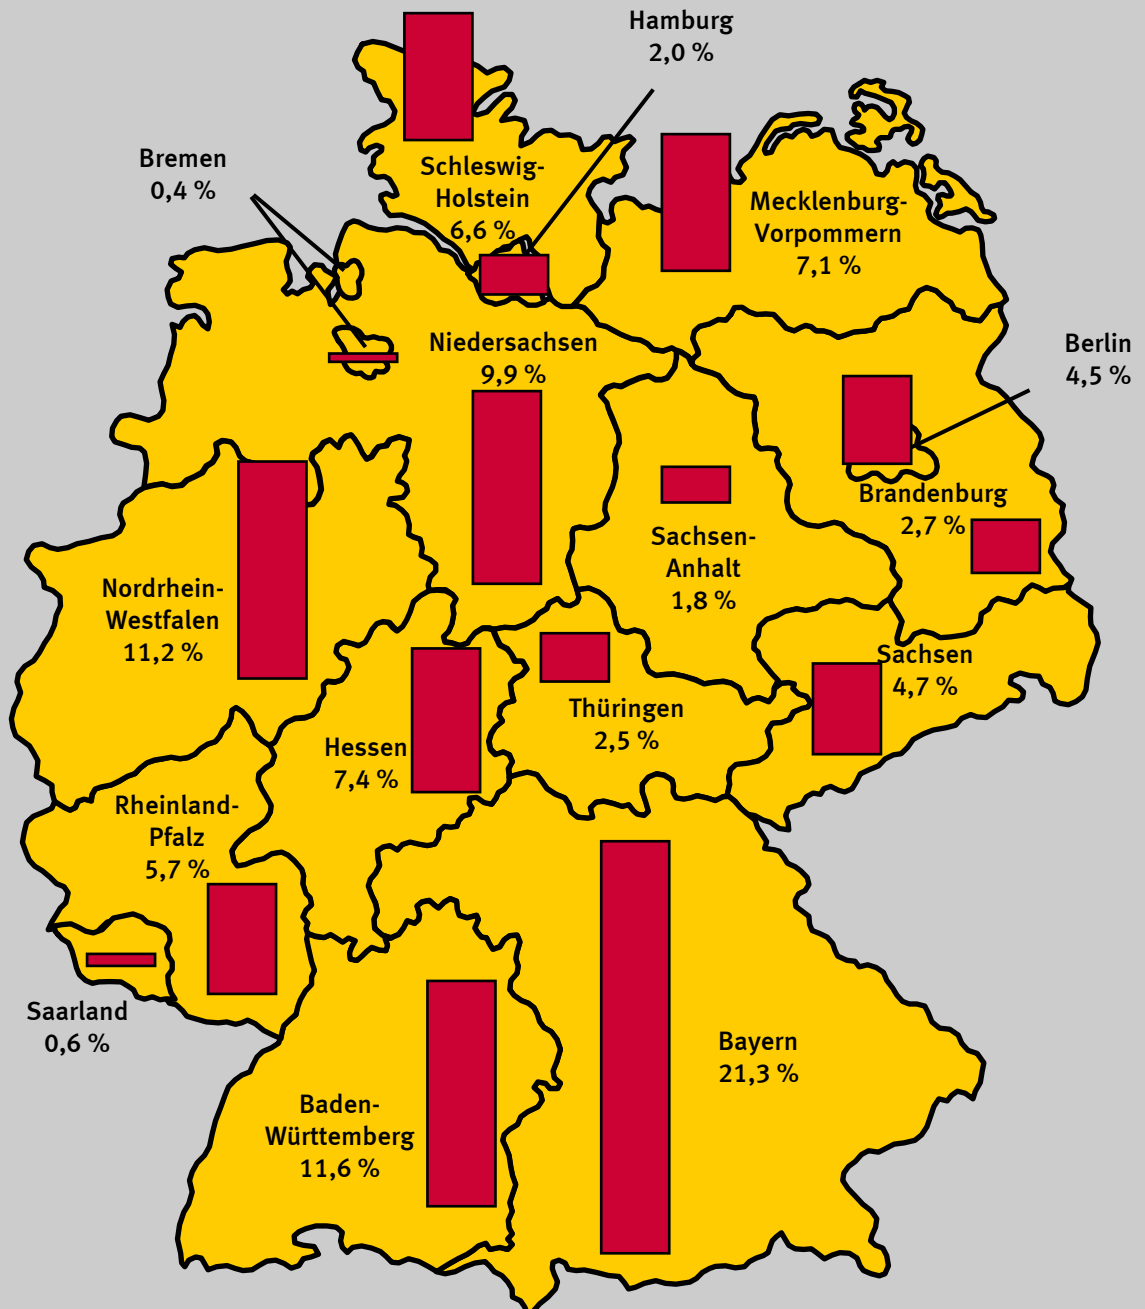 Hamburg
2,0 %
Bremen
0,4 %
Schleswig-
Holstein
6,6 %
Mecklenburg-
Vorpommern
7,1 %
Niedersachsen
9,9 %
Berlin
4,5 %
Brandenburg
2,7 %
Sachsen-
Anhalt
1,8 %
Nordrhein-
Westfalen
11,2 %
Sachsen
4,7 %
Thüringen
2,5 %
Hessen
7,4 %
Rheinland-
Pfalz
5,7 %
Saarland
0,6 %
Bayern
21,3 %
Baden-
Württemberg
11,6 %